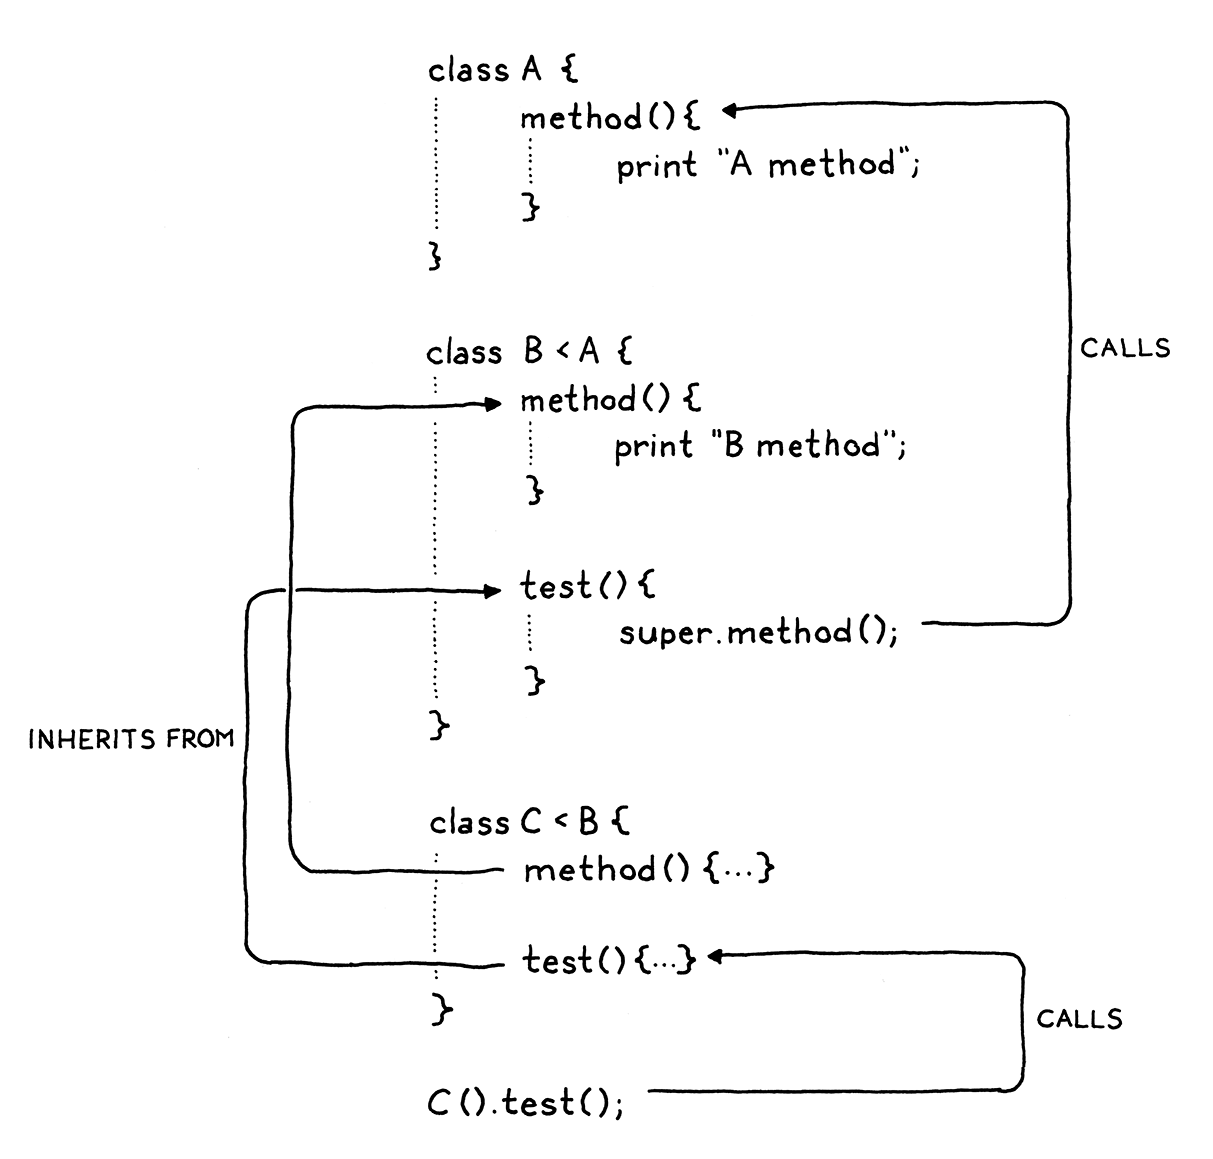 class A {
method(){
print "A method";
}
}
class B < A {
CALLS
method() {
print "B method";
}
test() {
super.method();
}
}
INHERITS FROM
class C < B {
method() {...}
test() {...}
}
CALLS
C().test();